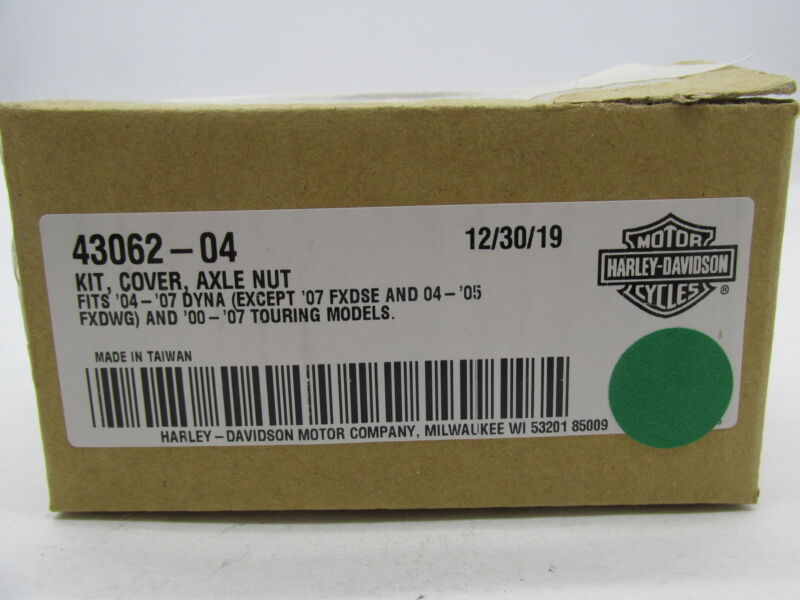 43062-04
12/30/19
KIT, COVER, AXLE NUT
FITS '04-'07 DYNA (EXCEPT '07 FXDSE AND 04-'05
FXDWG) AND '00-'07 TOURING MODELS.
MOTOR
HARLEY-DAVIDSON
CYCLES
®
MADE IN TAIWAN
HARLEY-DAVIDSON MOTOR COMPANY, MILWAUKEE WI 53201 85009